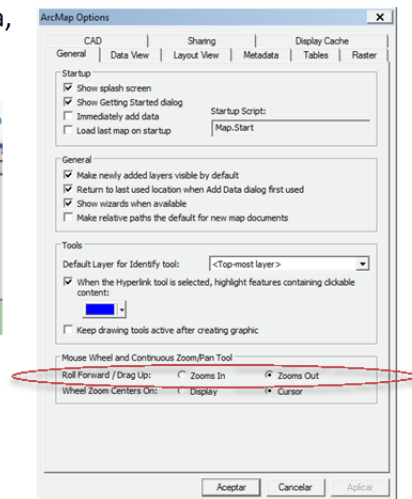 a,
ArcMap Options
CAD Sharing Display Cache
General Data View Layout View Metadata Tables Raster
Startup
Show splash screen
Show Getting Started dialog
Immediately add data
Startup Script:
Load last map on startup
Map.Start
General
Make newly added layers visible by default
Return to last used location when Add Data dialog first used
Show wizards when available
Make relative paths the default for new map documents
Tools
Default Layer for Identify tool: <Top-most layer>
When the Hyperlink tool is selected, highlight features containing clickable
content:
Keep drawing tools active after creating graphic
Mouse Wheel and Continuous Zoom/Pan Tool
Roll Forward / Drag Up: Zooms In Zooms Out
Wheel Zoom Centers On: Display Cursor
Aceptar Cancelar Aplicar